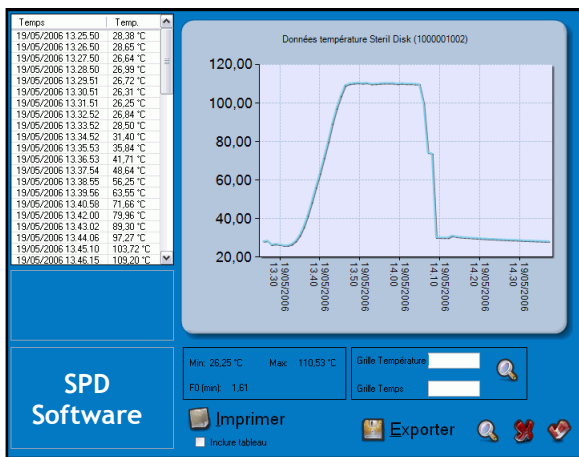 Temps Temp.
19/05/2006 13.25.50 28,38 °C
19/05/2006 13.26.50 28,65 °C
19/05/2006 13.27.50 26,64 °C
19/05/2006 13.28.50 26,99 °C
19/05/2006 13.29.51 26,72 °C
19/05/2006 13.30.51 26,31 °C
19/05/2006 13.31.51 26,25 °C
19/05/2006 13.32.52 26,84 °C
19/05/2006 13.33.52 28,50 °C
19/05/2006 13.34.52 31,40 °C
19/05/2006 13.35.53 35,84 °C
19/05/2006 13.36.53 41,71 °C
19/05/2006 13.37.54 48,64 °C
19/05/2006 13.38.55 56,25 °C
19/05/2006 13.39.56 63,55 °C
19/05/2006 13.40.58 71,66 °C
19/05/2006 13.42.00 79,96 °C
19/05/2006 13.43.02 89,30 °C
19/05/2006 13.44.06 97,27 °C
19/05/2006 13.45.10 103,72 °C
19/05/2006 13.46.15 109,20 °C
Données température Steril Disk (1000001002)
120,00
100,00
80,00
60,00
40,00
20,00
19/05/2006 13.30
19/05/2006 13.40
19/05/2006 13.50
19/05/2006 14.00
19/05/2006 14.10
19/05/2006 14.20
19/05/2006 14.30
SPD
Software
Min: 26,25 °C Max: 110,53 °C
F0 (min): 1,61
Grille Température
Grille Temps
Imprimer
Inclure tableau
Exporter